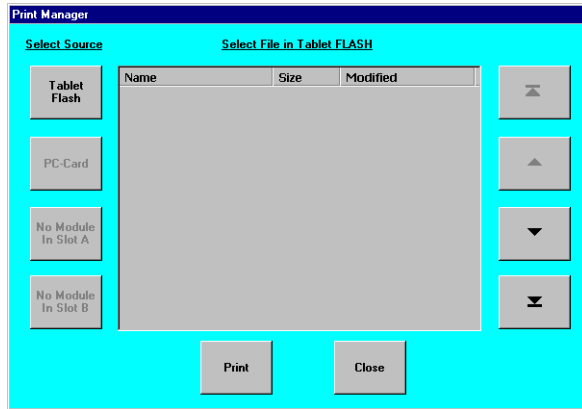 Print Manager
Select Source
Select File in Tablet FLASH
Tablet
Flash
Name Size Modified
PC-Card
No Module
In Slot A
No Module
In Slot B
Print
Close